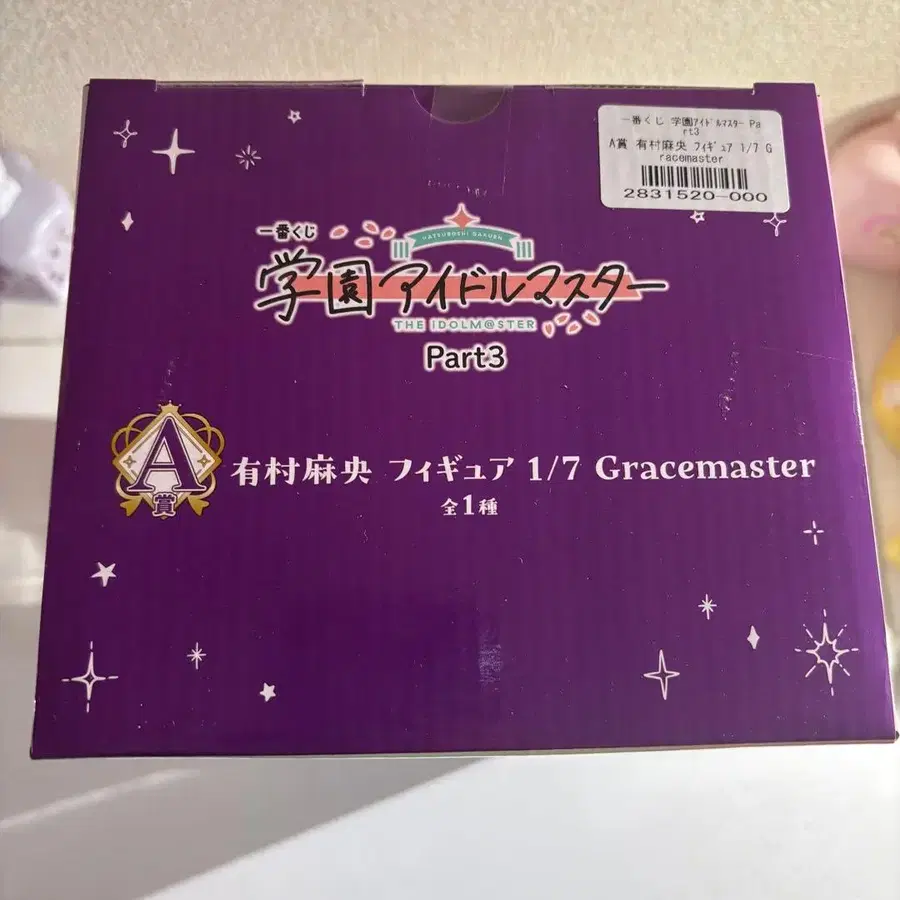 一番くじ 学園アイドルマスター Pa
rt3
A賞 有村麻央 フィギュア 1/7 G
racemaster
2831520-000
HATSUBOSHI GAKUEN
一番くじ
学園アイドルマスター
THE IDOLM@STER
Part3
A賞
有村麻央 フィギュア 1/7 Gracemaster
全1種